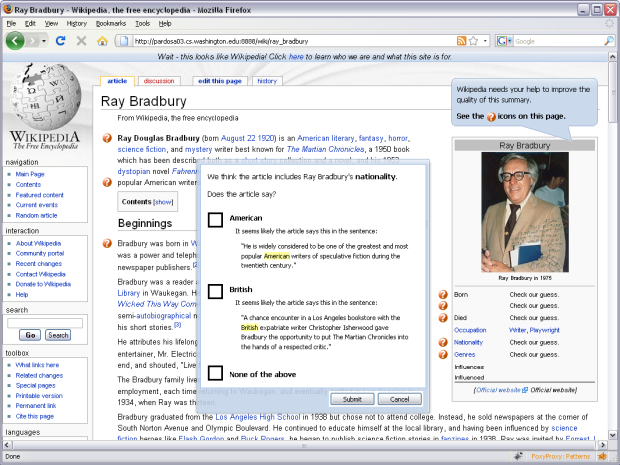 Ray Bradbury - Wikipedia, the free encyclopedia - Mozilla Firefox
File Edit View History Bookmarks Tools Help
http://pardosa03.cs.washington.edu:8888/wiki/ray_bradbury
Google
Wait - this looks like Wikipedia! Click here to learn who we are and what this site is for.
article discussion edit this page history
WIKIPEDIA
The Free Encyclopedia
navigation
Main Page
Contents
Featured content
Current events
Random article
interaction
About Wikipedia
Community portal
Recent changes
Contact Wikipedia
Donate to Wikipedia
Help
search
Go Search
toolbox
What links here
Related changes
Special pages
Printable version
Permanent link
Cite this page
languages
Ray Bradbury
From Wikipedia, the free encyclopedia
Ray Douglas Bradbury (born August 22 1920) is an American literary, fantasy, horror,
science fiction, and mystery writer best known for The Martian Chronicles, a 1950 book
which has been described both as a
dystopian novel Fahrenheit
popular American writers
Contents [show]
Beginnings
Bradbury was born in W
was a power and teleph
newspaper publishers.
Bradbury was a reader a
Library in Waukegan. H
Wicked This Way Com
semi-autobiographical
his short stories.[3]
He attributes his lifelong
entertainer, Mr. Electri
end, and shouted, "Live
The Bradbury family live
employment, each time returning to Waukegan, and eventually
1934, when Ray was thirteen.
Bradbury graduated from the Los Angeles High School in 1938 but chose not to attend college. Instead, he sold newspapers at the corner of
South Norton Avenue and Olympic Boulevard. He continued to educate himself at the local library, and having been influenced by science
fiction heroes like Flash Gordon and Buck Rogers, he began to publish science fiction stories in fanzines in 1938. Ray was invited by Forrest J
We think the article includes Ray Bradbury's nationality.
Does the article say?
American
It seems likely the article says this in the sentence:
"He is widely considered to be one of the greatest and most
popular American writers of speculative fiction during the
twentieth century."
British
It seems likely the article says this in the sentence:
"A chance encounter in a Los Angeles bookstore with the
British expatriate writer Christopher Isherwood gave
Bradbury the opportunity to put The Martian Chronicles into
the hands of a respected critic."
None of the above
Submit Cancel
Wikipedia needs your help to improve the
quality of this summary.
See the ? icons on this page.
Ray Bradbury
Ray Bradbury in 1975
Born Check our guess.
Check our guess.
Died Check our guess.
Occupation Writer, Playwright
Nationality Check our guess.
Genres Check our guess.
Influences
Influenced
[Official website Official website]
Done
FoxyProxy: Patterns